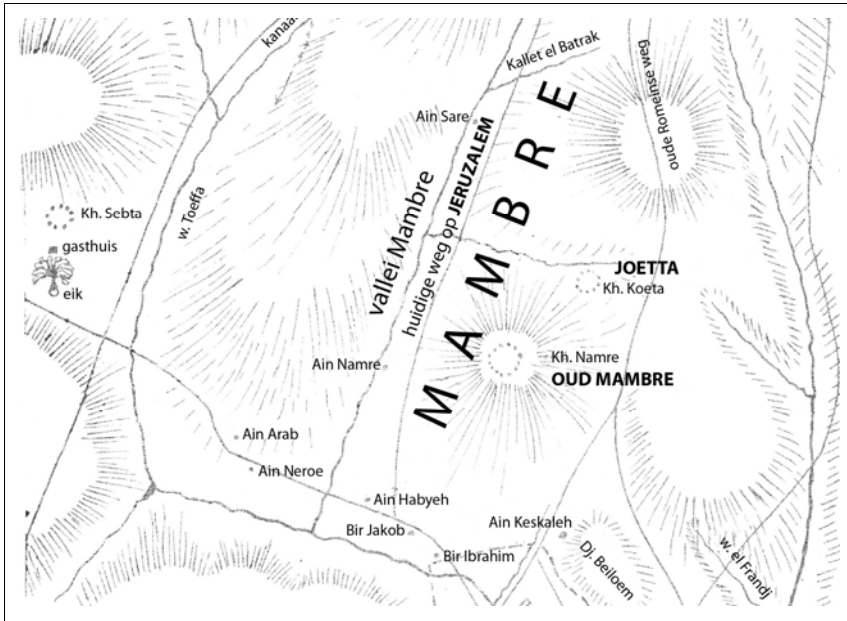 kanaal
Kallet el Batrak
oude Romeinse weg
Ain Sare
Kh. Sebta
w. Toeffa
gasthuis
eik
Vallei Mambre
huidige weg op JERUZALEM
MAMBRE
JOETTA
Kh. Koeta
Ain Namre
Kh. Namre
OUD MAMBRE
Ain Arab
Ain Neroe
Ain Habyeh
Bir Jakob
Ain Keskaleh
Bir Ibrahim
Dj. Beiloem
w. el Frandj